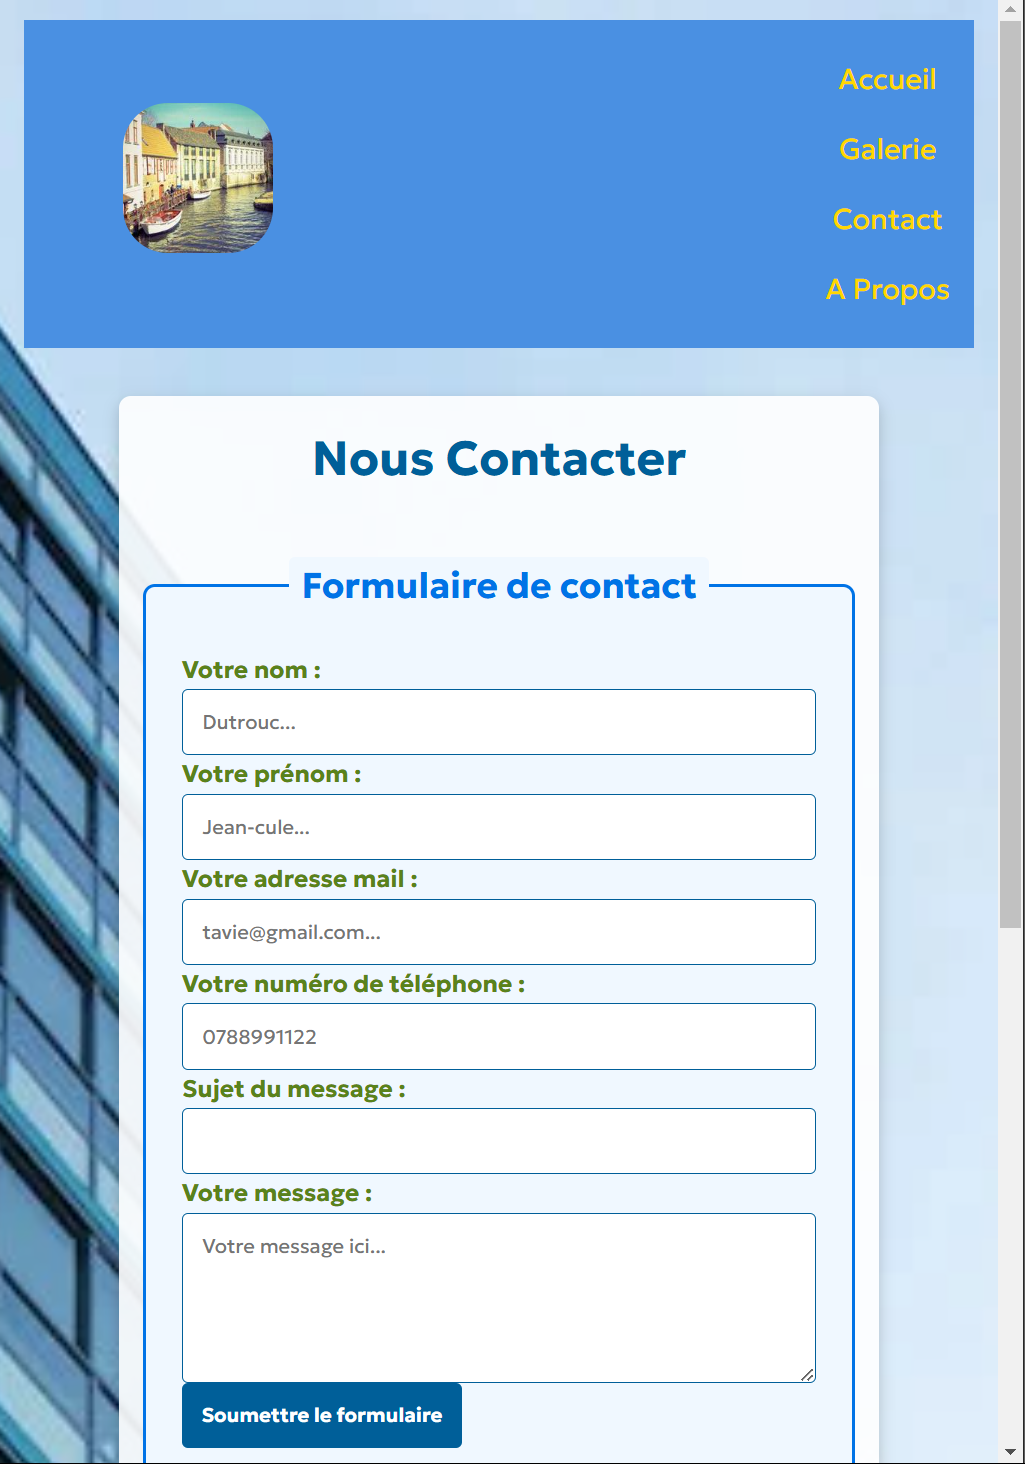 Accueil
Galerie
Contact
A Propos
Nous Contacter
Formulaire de contact
Votre nom :
Dutrouc...
Votre prénom :
Jean-cule...
Votre adresse mail :
tavie@gmail.com...
Votre numéro de téléphone :
0788991122
Sujet du message :
Votre message :
Votre message ici...
Soumettre le formulaire